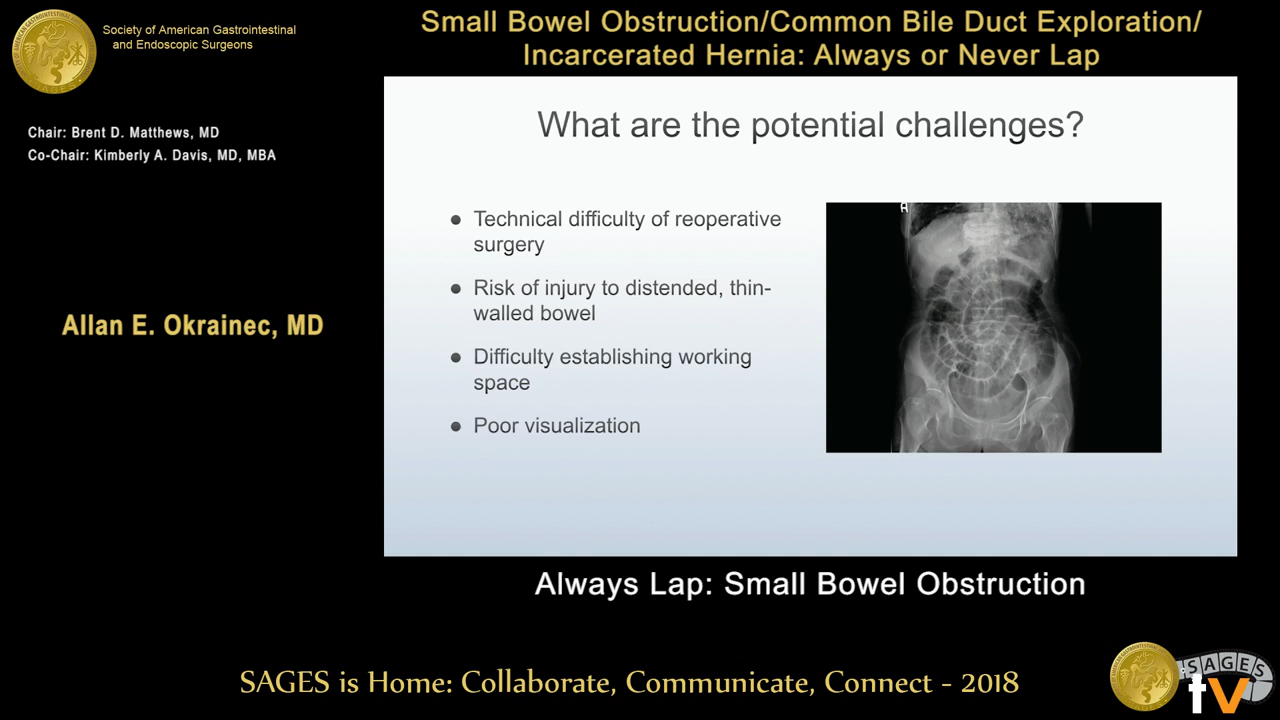 Society of American Gastrointestinal
and Endoscopic Surgeons
Small Bowel Obstruction/Common Bile Duct Exploration/
Incarcerated Hernia: Always or Never Lap
Chair: Brent D. Matthews, MD
Co-Chair: Kimberly A. Davis, MD, MBA
Allan E. Okrainec, MD
What are the potential challenges?
● Technical difficulty of reoperative
surgery
● Risk of injury to distended, thin-
walled bowel
● Difficulty establishing working
space
● Poor visualization
Always Lap: Small Bowel Obstruction
SAGES is Home: Collaborate, Communicate, Connect - 2018
SAGES
tv